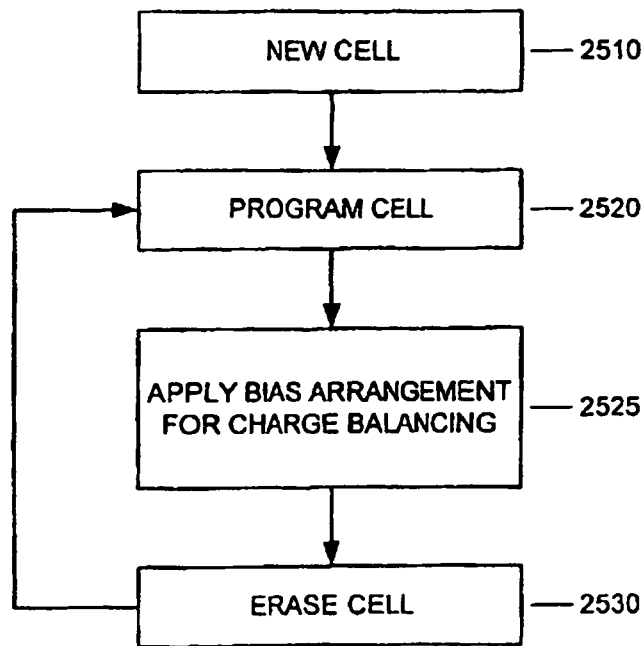 NEW CELL 2510
PROGRAM CELL 2520
APPLY BIAS ARRANGEMENT
FOR CHARGE BALANCING 2525
ERASE CELL 2530